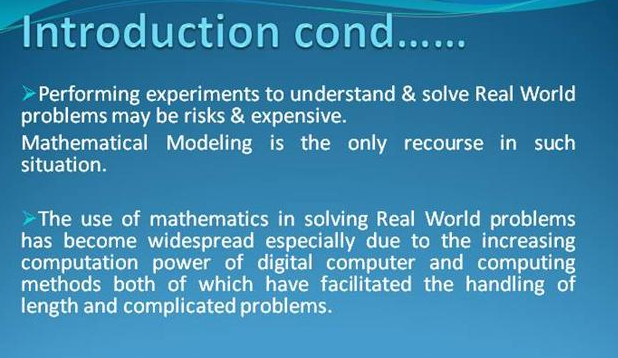 Introduction cond......
➢Performing experiments to understand & solve Real World
problems may be risks & expensive.
Mathematical Modeling is the only recourse in such
situation.
➢The use of mathematics in solving Real World problems
has become widespread especially due to the increasing
computation power of digital computer and computing
methods both of which have facilitated the handling of
length and complicated problems.